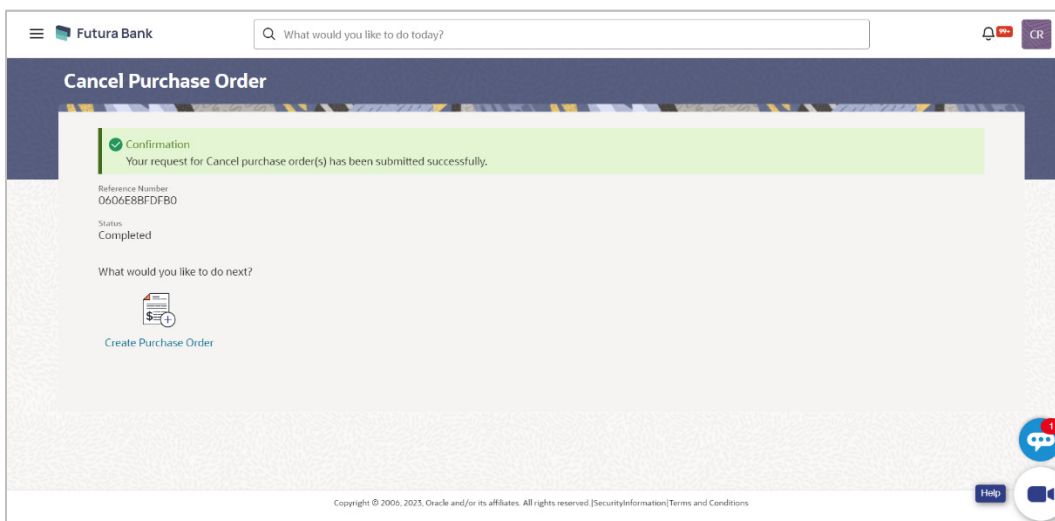 Futura Bank
What would you like to do today?
99+
CR
Cancel Purchase Order
Confirmation
Your request for Cancel purchase order(s) has been submitted successfully.
Reference Number
0606E8BFDFB0
Status
Completed
What would you like to do next?
$
Create Purchase Order
1
Help
Copyright © 2006, 2023, Oracle and/or its affiliates. All rights reserved.|SecurityInformation|Terms and Conditions